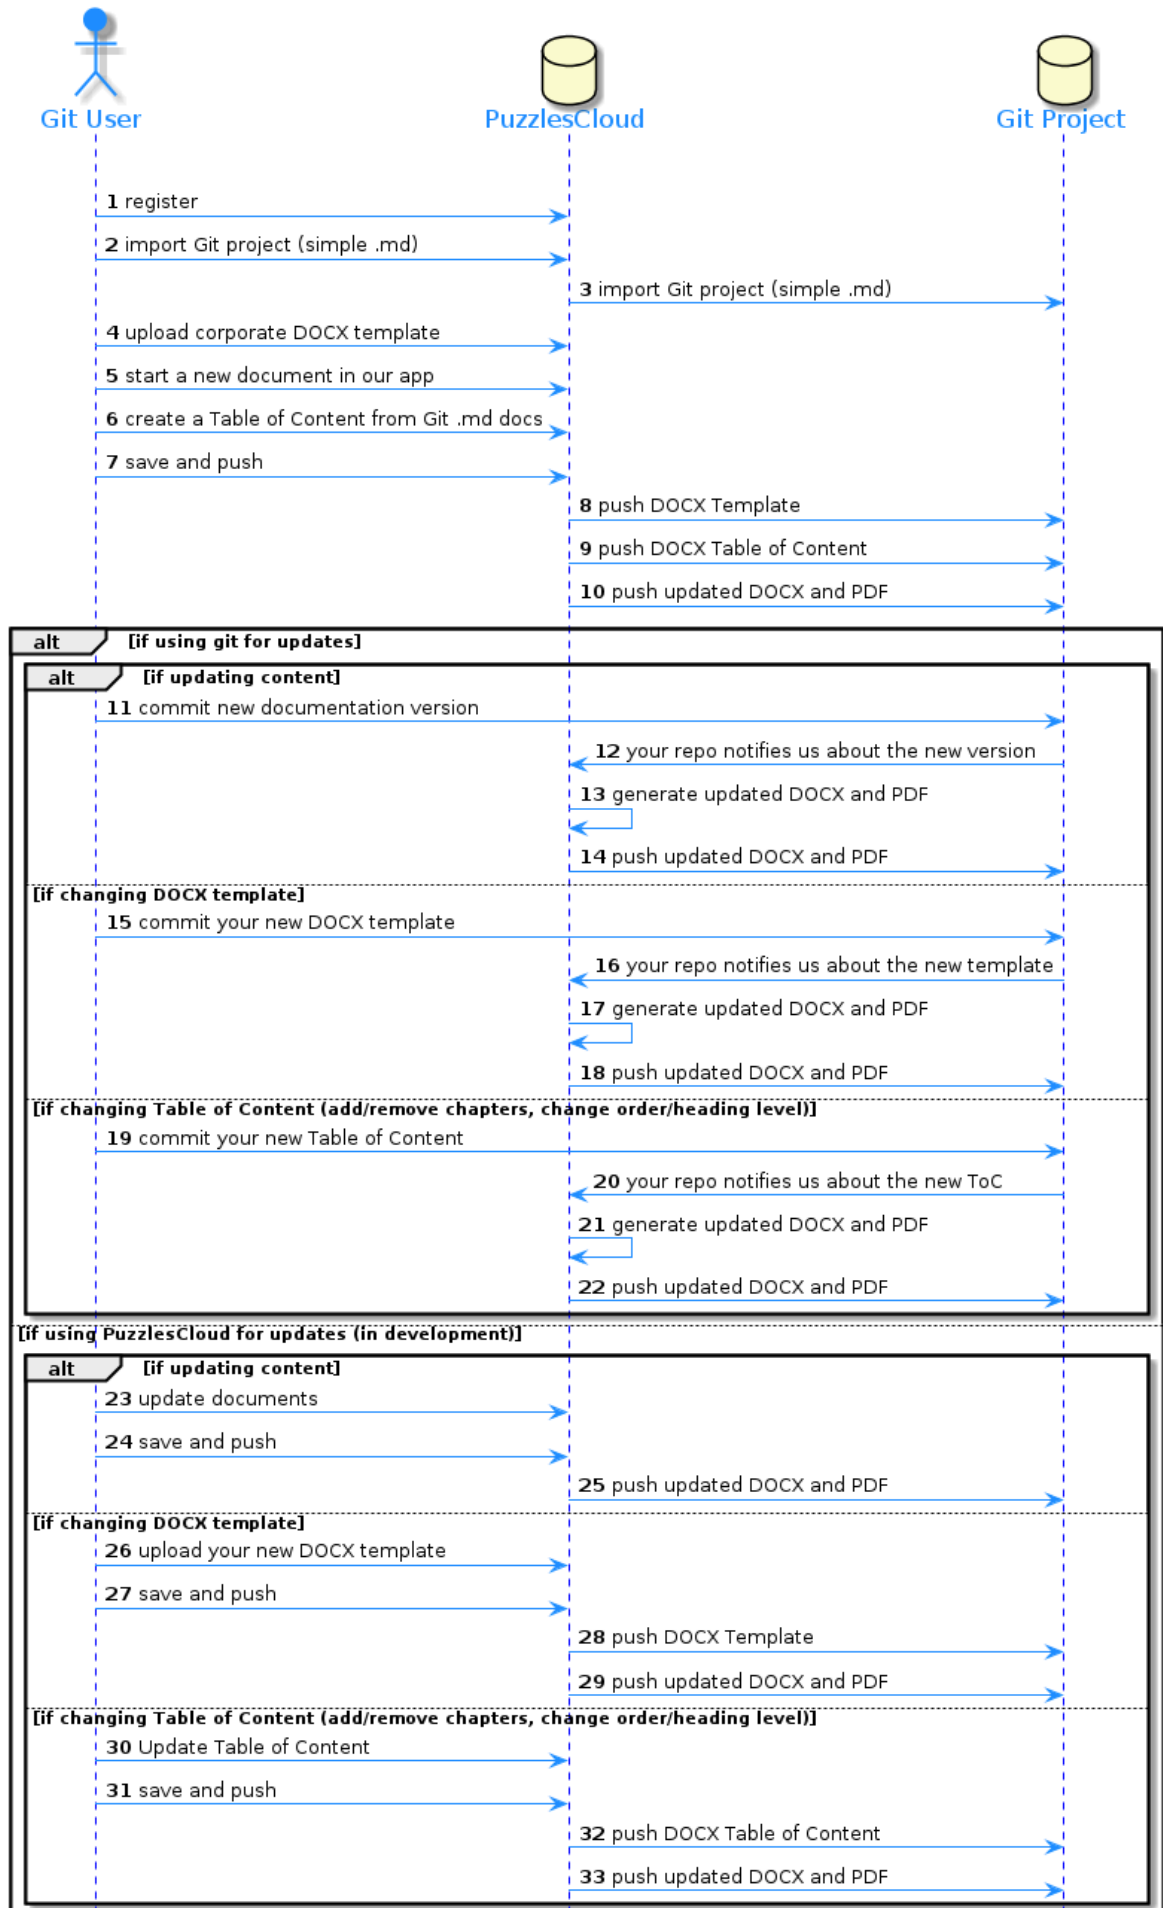 Git User
PuzzlesCloud
Git Project
1 register
2 import Git project (simple .md)
3 import Git project (simple .md)
4 upload corporate DOCX template
5 start a new document in our app
6 create a Table of Content from Git .md docs
7 save and push
8 push DOCX Template
9 push DOCX Table of Content
10 push updated DOCX and PDF
alt [if using git for updates]
alt [if updating content]
11 commit new documentation version
12 your repo notifies us about the new version
13 generate updated DOCX and PDF
14 push updated DOCX and PDF
[if changing DOCX template]
15 commit your new DOCX template
16 your repo notifies us about the new template
17 generate updated DOCX and PDF
18 push updated DOCX and PDF
[if changing Table of Content (add/remove chapters, change order/heading level)]
19 commit your new Table of Content
20 your repo notifies us about the new ToC
21 generate updated DOCX and PDF
22 push updated DOCX and PDF
[if using PuzzlesCloud for updates (in development)]
alt [if updating content]
23 update documents
24 save and push
25 push updated DOCX and PDF
[if changing DOCX template]
26 upload your new DOCX template
27 save and push
28 push DOCX Template
29 push updated DOCX and PDF
[if changing Table of Content (add/remove chapters, change order/heading level)]
30 Update Table of Content
31 save and push
32 push DOCX Table of Content
33 push updated DOCX and PDF